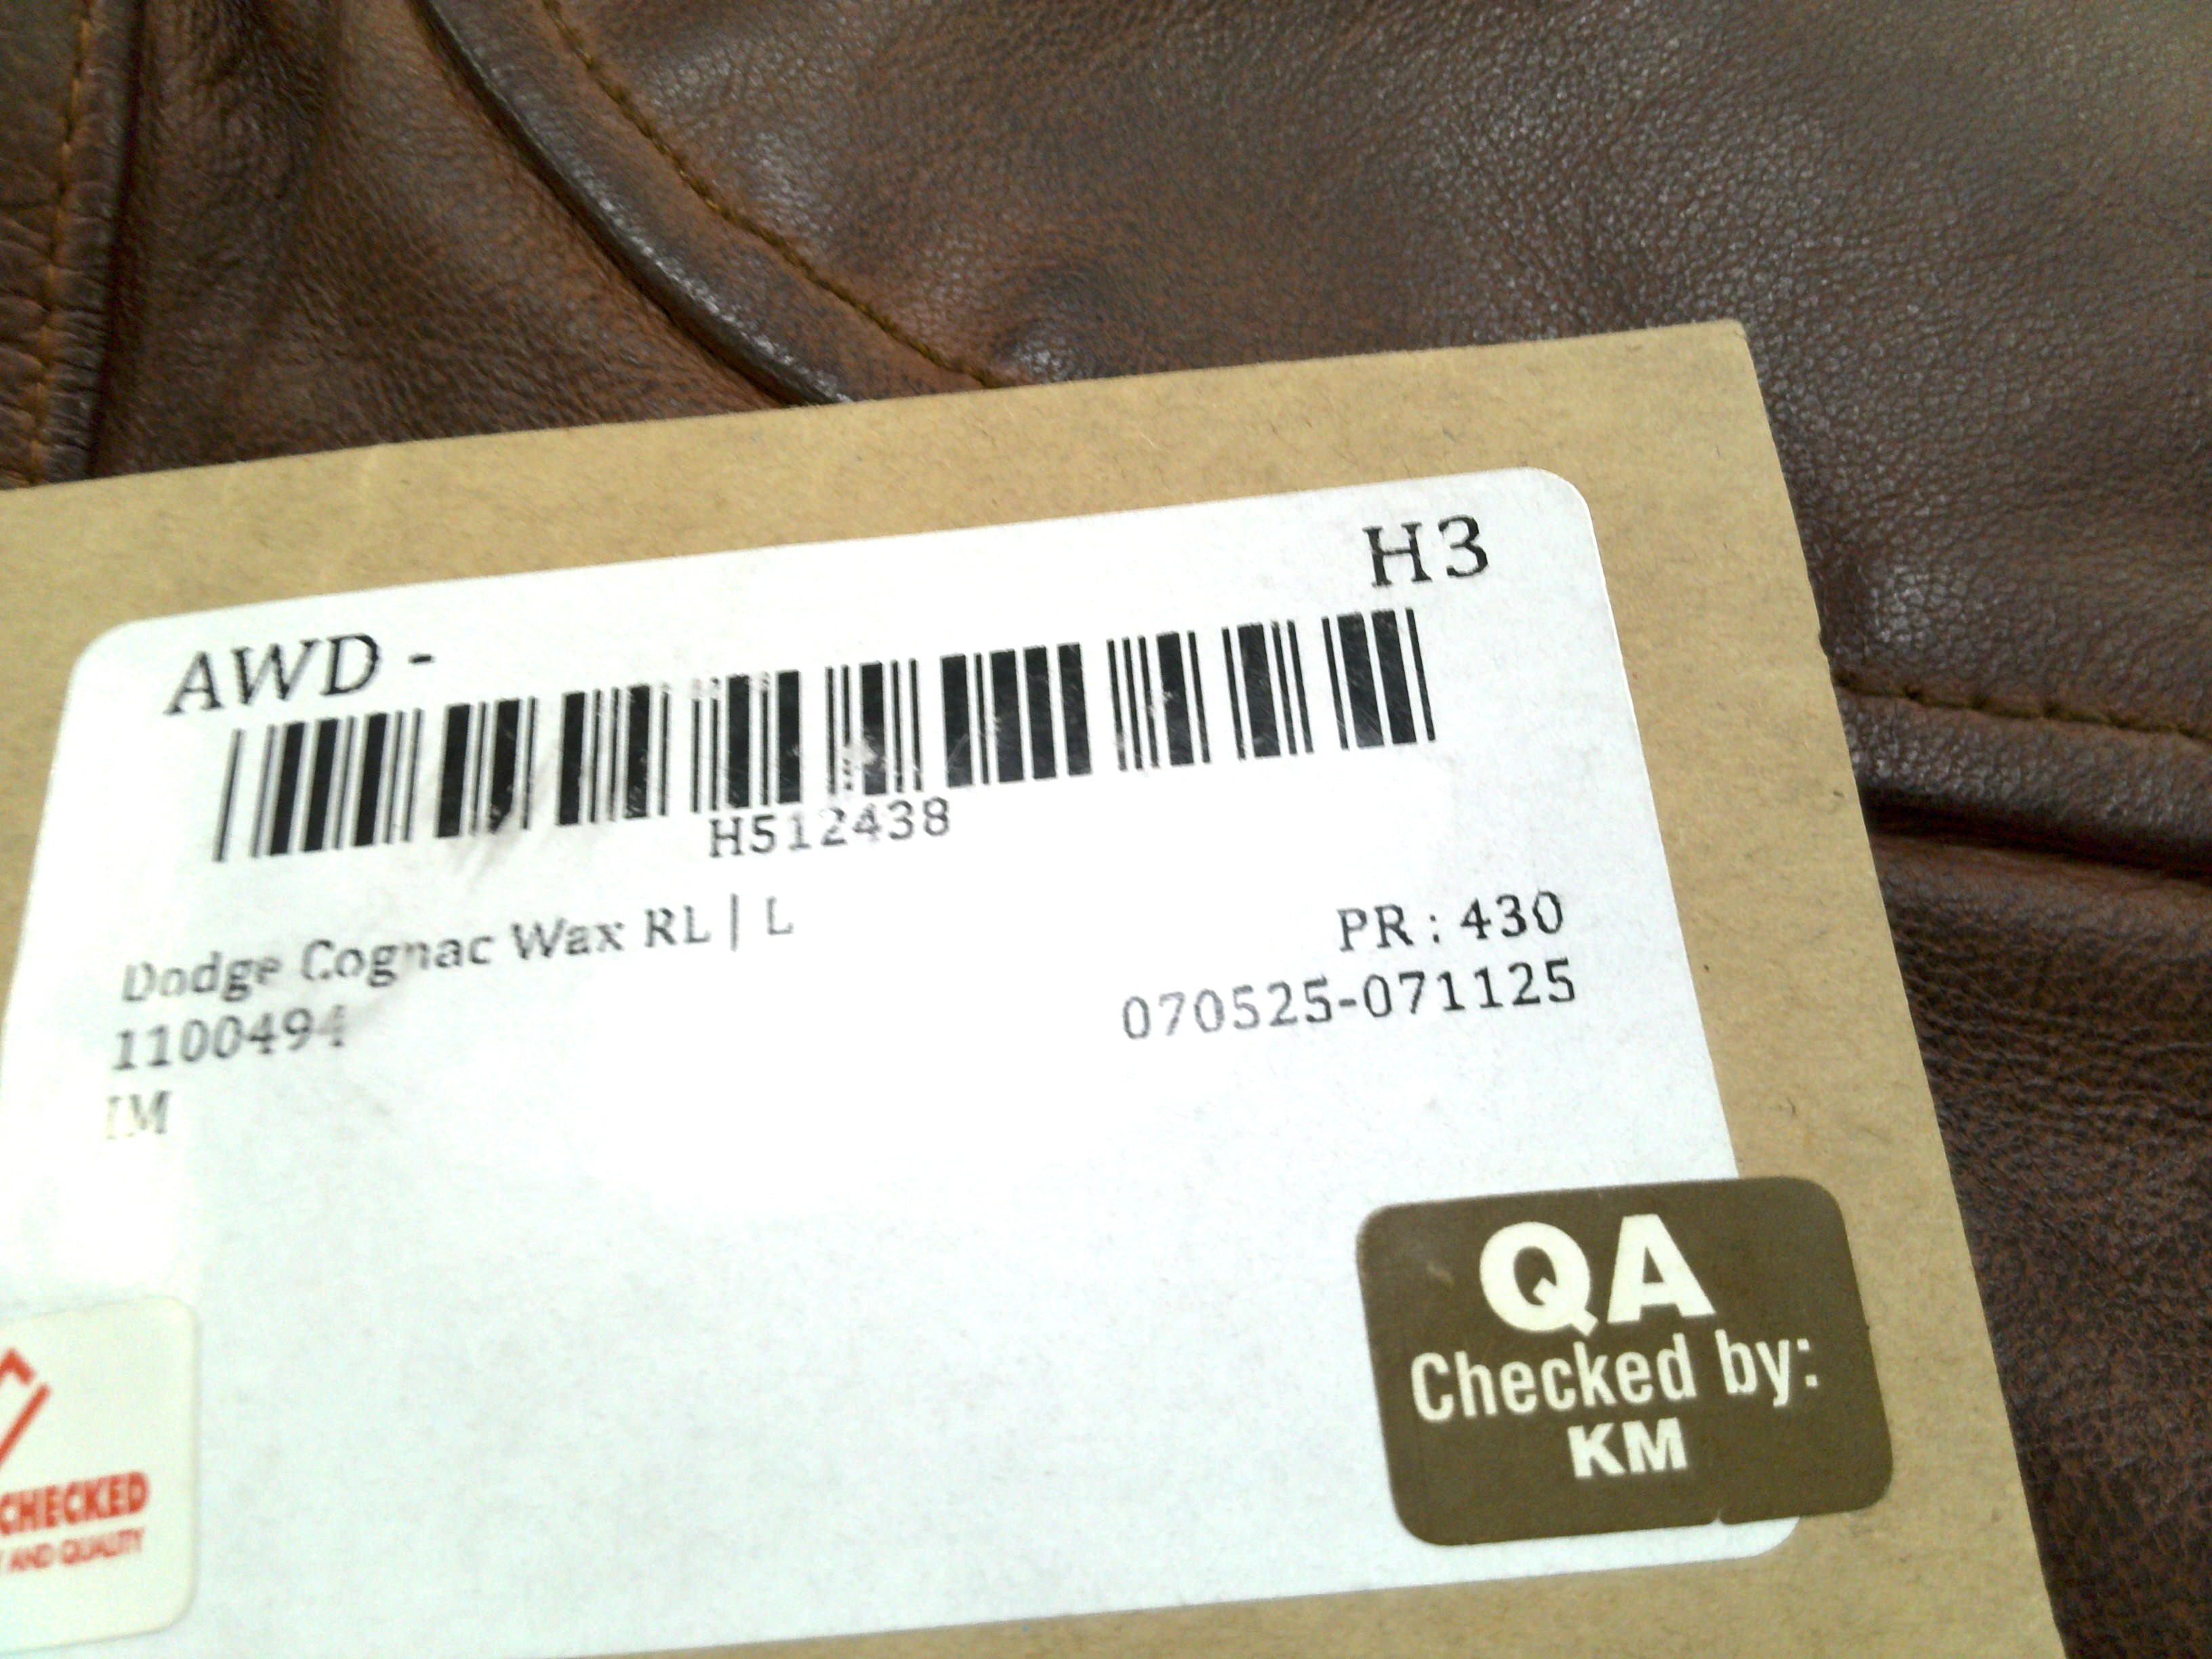 AWD -
H3
H512438
Dodge Cognac Wax RL | L
PR : 430
1100494
070525-071125
IM
QA
Checked by:
KM
CHECKED
AND QUALITY